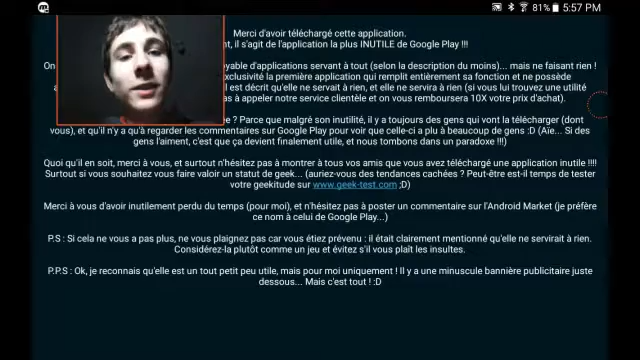 81% 5:57 PM
Merci d'avoir téléchargé cette application.
il s'agit de l'application la plus INUTILE de Google Play !!!
On
d'applications servant à tout (selon la description du moins)... mais ne faisant rien !
exclusivité la première application qui remplit entièrement sa fonction et ne possède
est décrit qu'elle ne servait à rien, et elle ne servira à rien (si vous lui trouvez une utilité
à appeler notre service clientèle et on vous remboursera 10X votre prix d'achat).
? Parce que malgré son inutilité, il y a toujours des gens qui vont la télécharger (dont
vous), et qu'il n'y a qu'à regarder les commentaires sur Google Play pour voir que celle-ci a plu à beaucoup de gens :D (Aïe... Si des
gens l'aiment, c'est que ça devient finalement utile, et nous tombons dans un paradoxe !!!)
Quoi qu'il en soit, merci à vous, et surtout n'hésitez pas à montrer à tous vos amis que vous avez téléchargé une application inutile !!!!
Surtout si vous souhaitez vous faire valoir un statut de geek... (auriez-vous des tendances cachées ? Peut-être est-il temps de tester
votre geekitude sur www.geek-test.com ;D)
Merci à vous d'avoir inutilement perdu du temps (pour moi), et n'hésitez pas à poster un commentaire sur l'Android Market (je préfère
ce nom à celui de Google Play...)
P.S : Si cela ne vous a pas plus, ne vous plaignez pas car vous étiez prévenu : il était clairement mentionné qu'elle ne servirait à rien.
Considérez-la plutôt comme un jeu et évitez s'il vous plaît les insultes.
P.P.S : Ok, je reconnais qu'elle est un tout petit peu utile, mais pour moi uniquement ! Il y a une minuscule bannière publicitaire juste
dessous... Mais c'est tout ! :D